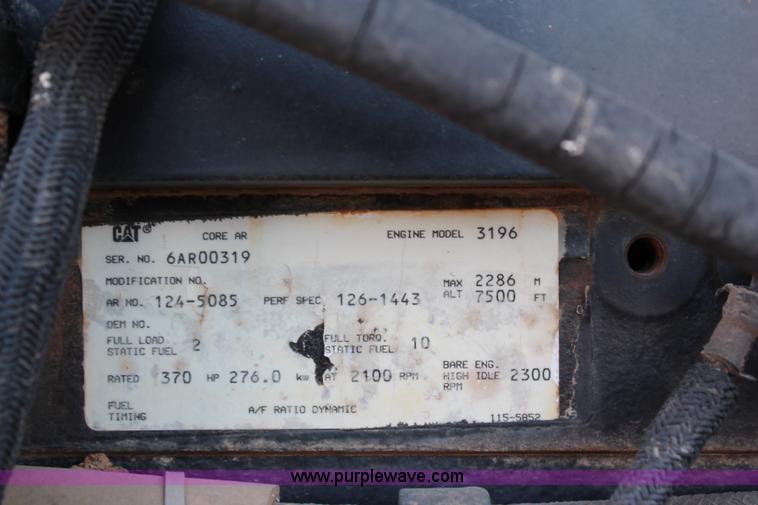 CAT® CORE AR ENGINE MODEL 3196
SER. NO. 6AR00319
MODIFICATION NO. MAX 2286 M
AR NO. 124-5085 PERF SPEC 126-1443 ALT 7500 FT
OEM NO.
FULL LOAD FULL TORQ.
STATIC FUEL 2 STATIC FUEL 10
BARE ENG.
RATED 370 HP 276.0 kw AT 2100 RPM HIGH IDLE 2300
RPM
FUEL
TIMING A/F RATIO DYNAMIC 115-5852
www.purplewave.com